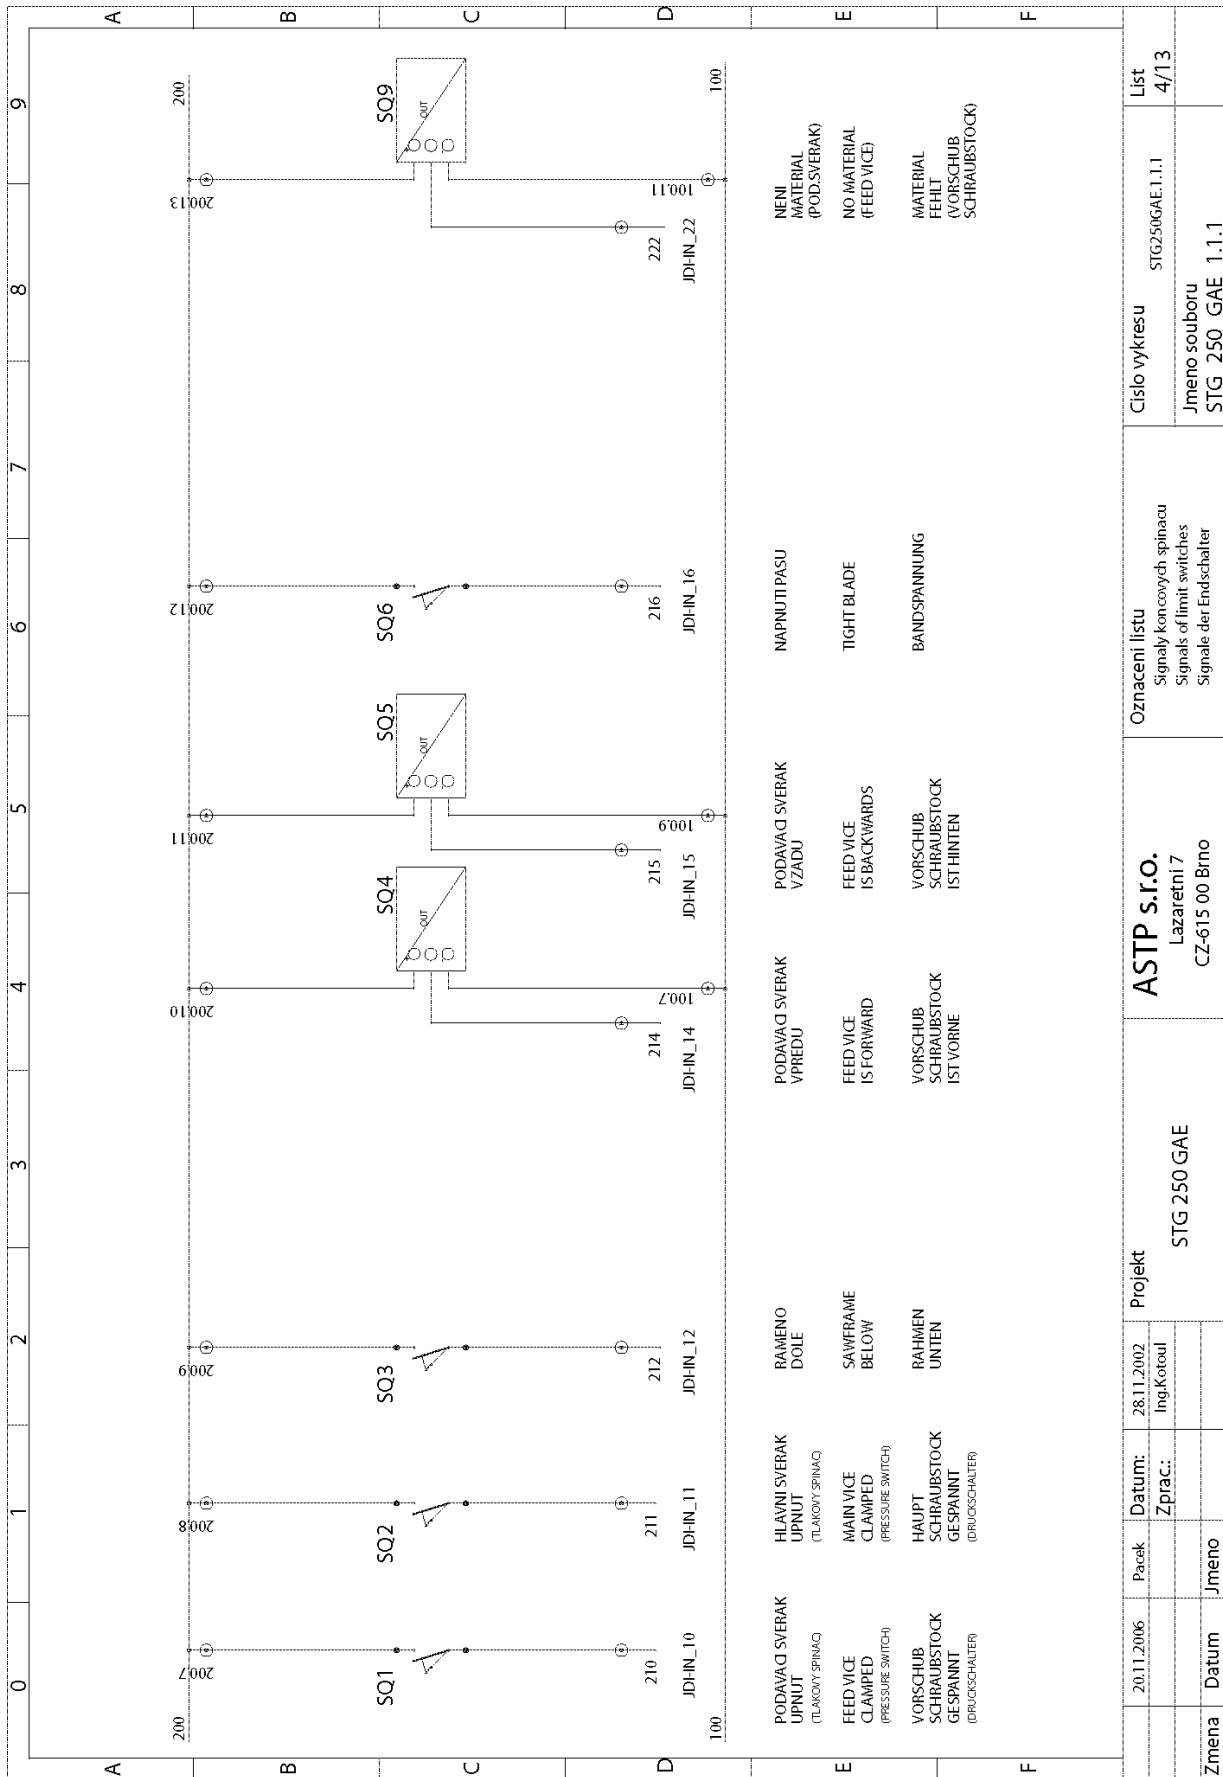 0 1 2 3 4 5 6 7 8 9
A A
B B
C C
D D
E E
F F
200 200
200.7 200.8 200.9 200.10 200.11 200.12 200.13
SQ1 SQ2 SQ3 SQ4 SQ5 SQ6 SQ9
OUT OUT OUT
100.7 100.9 100.11
210 211 212 214 215 216 222
JDI-IN_10 JDI-IN_11 JDI-IN_12 JDI-IN_14 JDI-IN_15 JDI-IN_16 JDI-IN_22
100 100
PODAVACI SVERAK
UPNUT
(TLAKOVY SPINAC)
FEED VICE
CLAMPED
(PRESSURE SWITCH)
VORSCHUB
SCHRAUBSTOCK
GESPANNT
(DRUCKSCHALTER)
HLAVNI SVERAK
UPNUT
(TLAKOVY SPINAC)
MAIN VICE
CLAMPED
(PRESSURE SWITCH)
HAUPT
SCHRAUBSTOCK
GESPANNT
(DRUCKSCHALTER)
RAMENO
DOLE
SAWFRAME
BELOW
RAHMEN
UNTEN
PODAVACI SVERAK
VPREDU
FEED VICE
IS FORWARD
VORSCHUB
SCHRAUBSTOCK
IST VORNE
PODAVACI SVERAK
VZADU
FEED VICE
IS BACKWARDS
VORSCHUB
SCHRAUBSTOCK
IST HINTEN
NAPNUTI PASU
TIGHT BLADE
BANDSPANNUNG
NENI
MATERIAL
(POD.SVERAK)
NO MATERIAL
(FEED VICE)
MATERIAL
FEHLT
(VORSCHUB
SCHRAUBSTOCK)
20.11.2006 Pacek
Zmena Datum Jmeno
Datum: 28.11.2002
Zprac.: Ing.Kotoul
Projekt
STG 250 GAE
ASTP s.r.o.
Lazaretní 7
CZ-615 00 Brno
Oznaceni listu
Signaly koncovych spinacu
Signals of limit switches
Signale der Endschalter
Cislo vykresu
STG250GAE.1.1.1
Jmeno souboru
STG 250 GAE 1.1.1
List
4/13